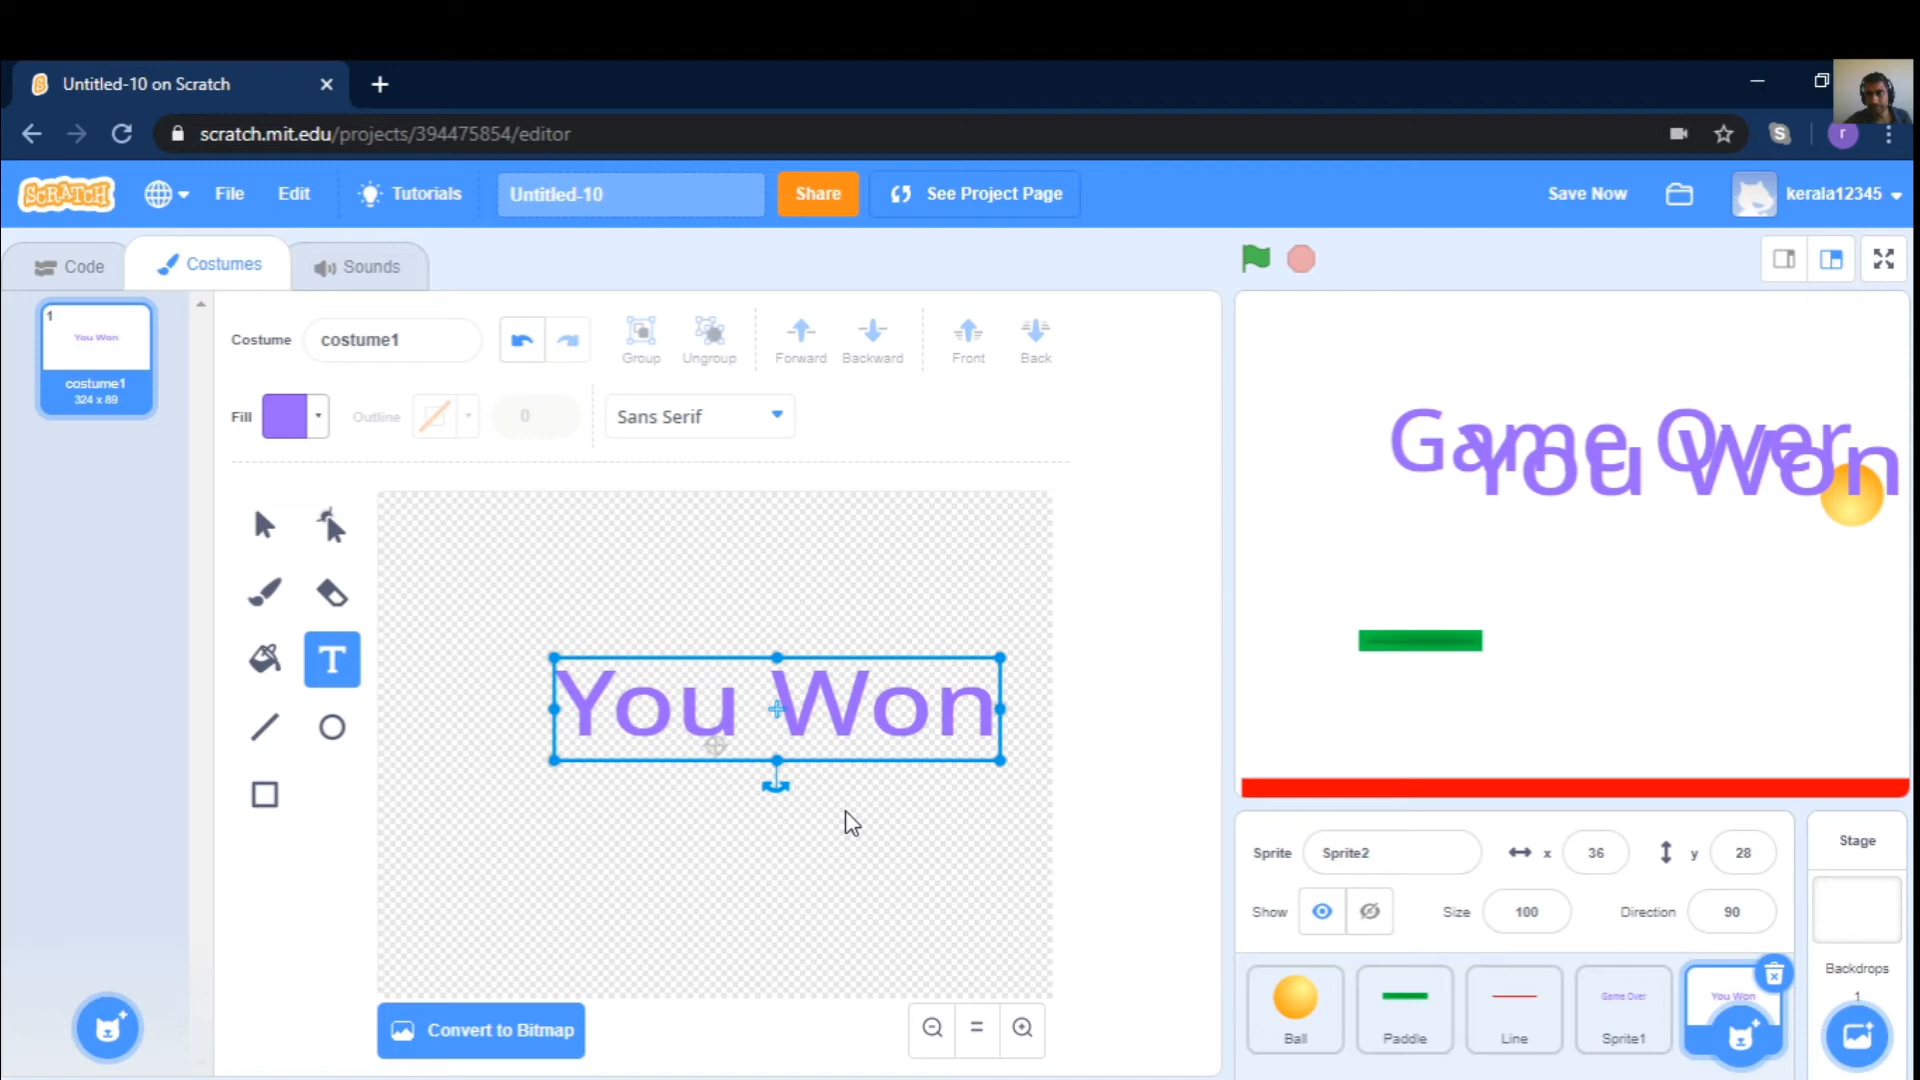 Untitled-10 on Scratch
scratch.mit.edu/projects/394475854/editor
S
r
SCRATCH
File
Edit
Tutorials
Untitled-10
Share
See Project Page
Save Now
kerala12345
Code
Costumes
Sounds
1
You Won
costume1
324 x 89
Costume
costume1
Group
Ungroup
Forward
Backward
Front
Back
Fill
Outline
0
Sans Serif
T
You Won
Convert to Bitmap
Game Over
You Won
Sprite
Sprite2
x
36
y
28
Show
Size
100
Direction
90
Stage
Backdrops
1
Ball
Paddle
Line
Game Over
Sprite1
You Won